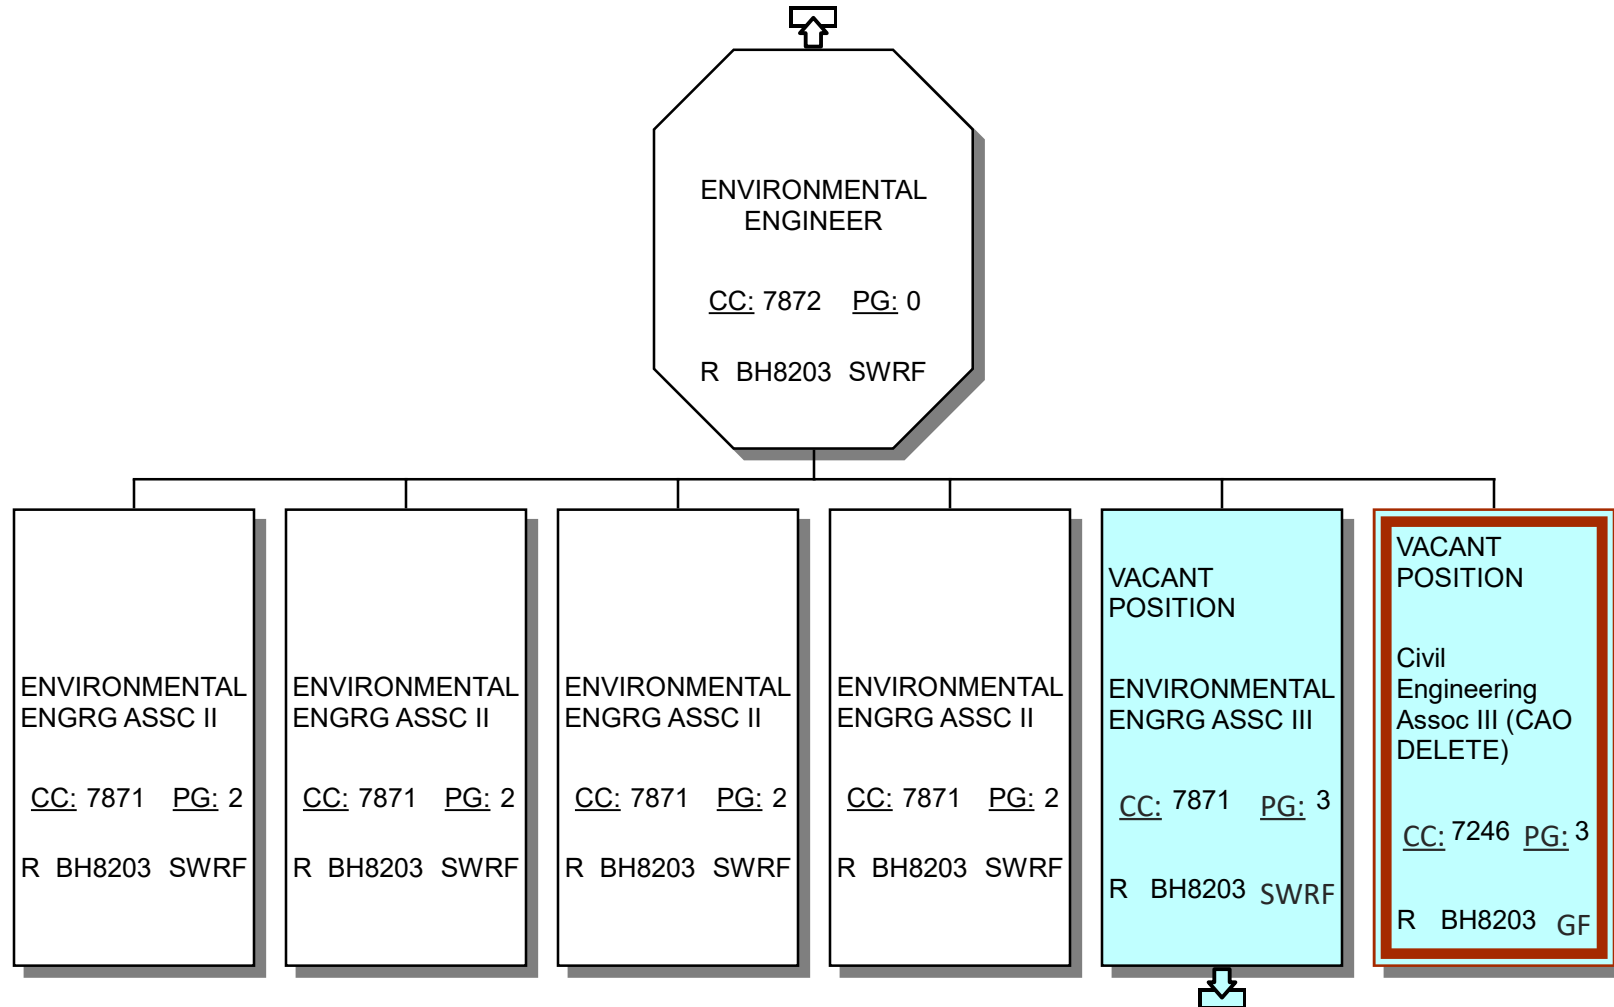 ENVIRONMENTAL
ENGINEER
CC: 7872 PG: 0
R BH8203 SWRF
ENVIRONMENTAL
ENGRG ASSC II
CC: 7871 PG: 2
R BH8203 SWRF
ENVIRONMENTAL
ENGRG ASSC II
CC: 7871 PG: 2
R BH8203 SWRF
ENVIRONMENTAL
ENGRG ASSC II
CC: 7871 PG: 2
R BH8203 SWRF
ENVIRONMENTAL
ENGRG ASSC II
CC: 7871 PG: 2
R BH8203 SWRF
VACANT
POSITION
ENVIRONMENTAL
ENGRG ASSC III
CC: 7871 PG: 3
R BH8203 SWRF
VACANT
POSITION
Civil
Engineering
Assoc III (CAO
DELETE)
CC: 7246 PG: 3
R BH8203 GF